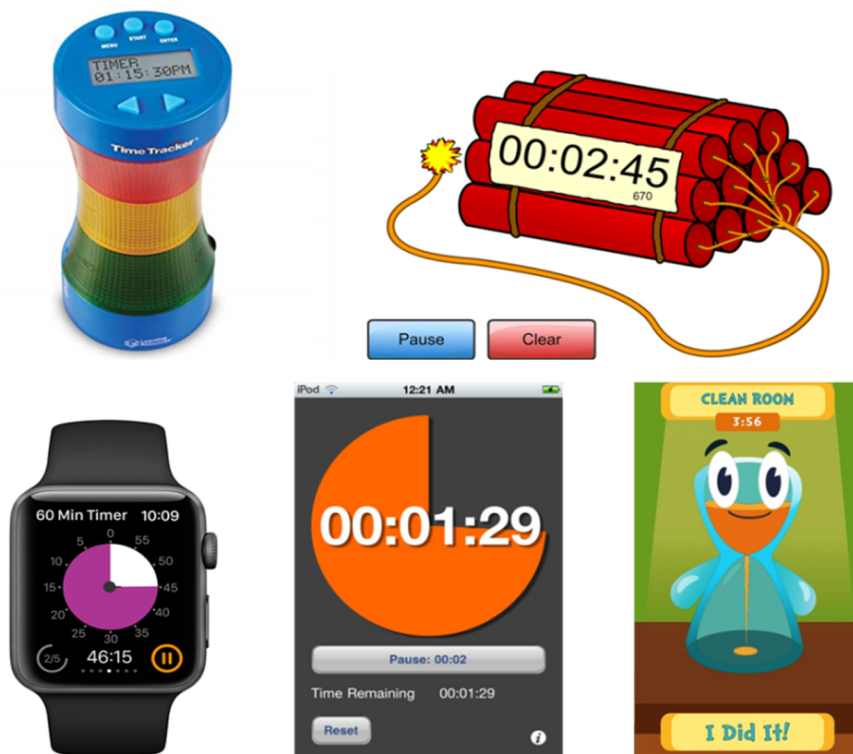 MENU START ENTER
TIMER
01:15:30PM
Time Tracker™
Learning
Resources
00:02:45
670
Pause
Clear
60 Min Timer 10:09
0
5 55
10 50
15 45
20 40
25 35
30
2/5 46:15
iPod 12:21 AM
00:01:29
Pause: 00:02
Time Remaining 00:01:29
Reset
i
CLEAN ROOM
3:56
I Did It!